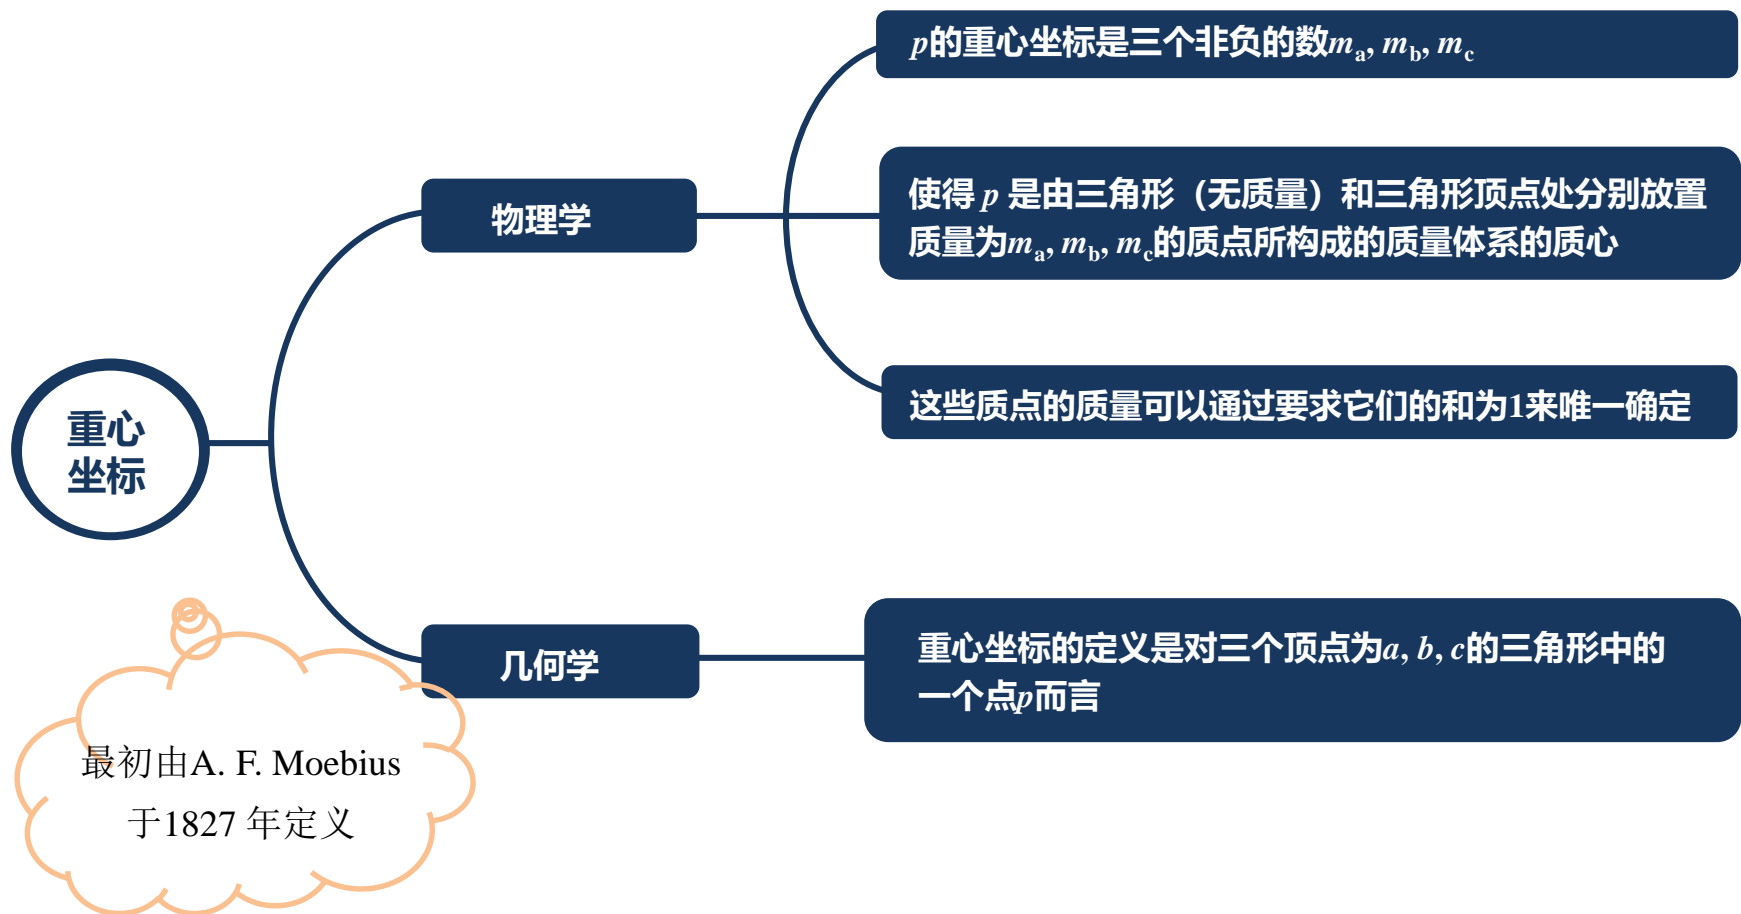 p的重心坐标是三个非负的数mₐ, m_b, m_c
物理学
使得 p 是由三角形（无质量）和三角形顶点处分别放置
质量为mₐ, m_b, m_c的质点所构成的质量体系的质心
这些质点的质量可以通过要求它们的和为1来唯一确定
重心
坐标
几何学
重心坐标的定义是对三个顶点为a, b, c的三角形中的
一个点p而言
最初由A. F. Moebius
于1827 年定义